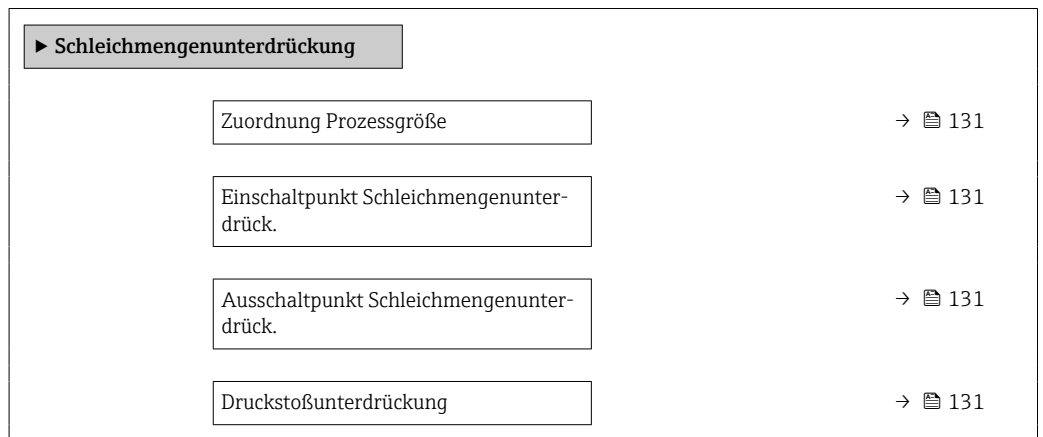 ▶ Schleichmengenunterdrückung
Zuordnung Prozessgröße → 131
Einschaltpunkt Schleichmengenunter- → 131
drück.
Ausschaltpunkt Schleichmengenunter- → 131
drück.
Druckstoßunterdrückung → 131